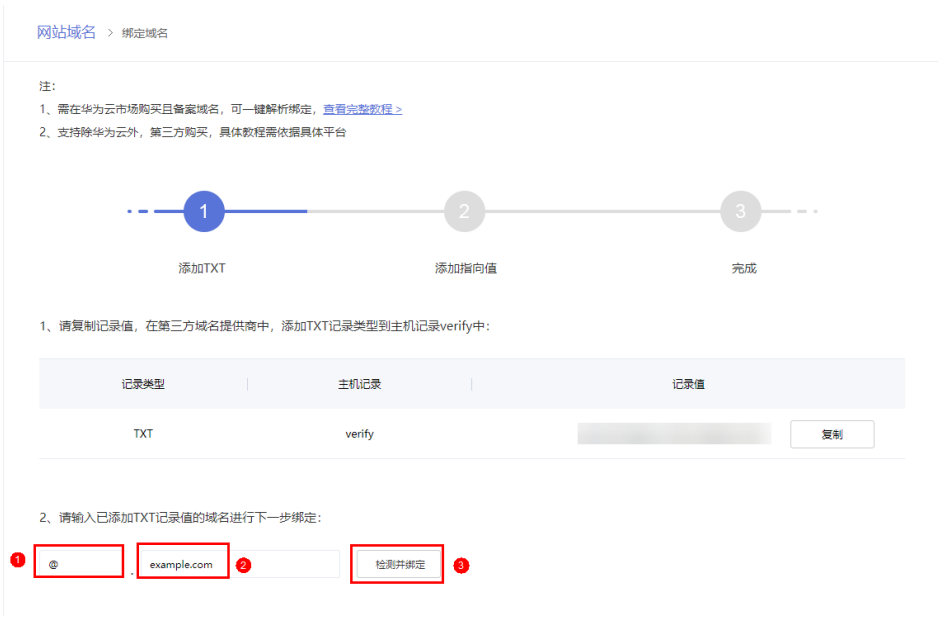 网站域名 > 绑定域名
注：
1、需在华为云市场购买且备案域名，可一键解析绑定，查看完整教程 >
2、支持除华为云外，第三方购买，具体教程需依据具体平台
1 2 3
添加TXT 添加指向值 完成
1、请复制记录值，在第三方域名提供商中，添加TXT记录类型到主机记录verify中：
记录类型 主机记录 记录值
TXT verify 复制
2、请输入已添加TXT记录值的域名进行下一步绑定：
1 @ . example.com 2 检测并绑定 3